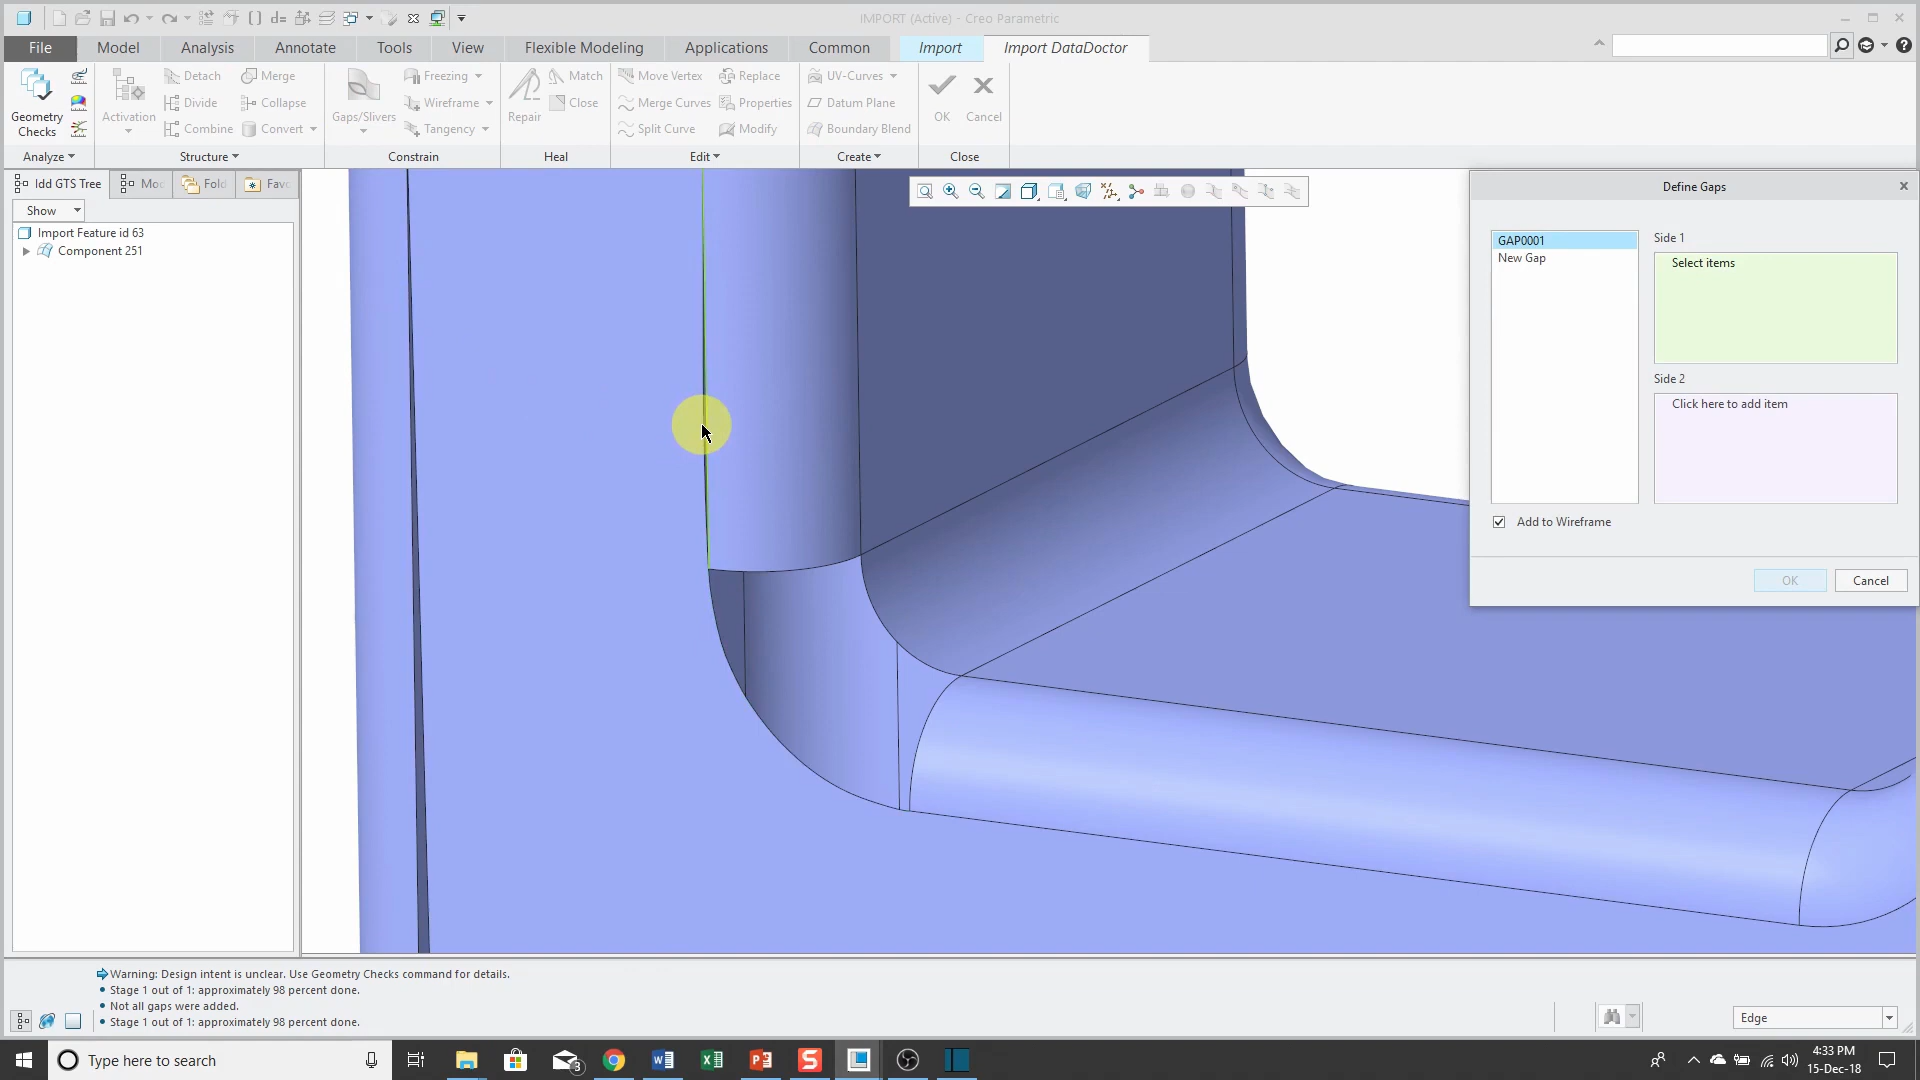 IMPORT (Active) - Creo Parametric
File Model Analysis Annotate Tools View Flexible Modeling Applications Common Import Import DataDoctor
Geometry Checks
Activation
Detach
Divide
Combine
Merge
Collapse
Convert
Gaps/Slivers
Freezing
Wireframe
Tangency
Repair
Match
Close
Move Vertex
Merge Curves
Split Curve
Replace
Properties
Modify
UV-Curves
Datum Plane
Boundary Blend
OK
Cancel
Analyze Structure Constrain Heal Edit Create Close
Idd GTS Tree Mod Fold Favo
Show
Import Feature id 63
Component 251
Define Gaps
GAP0001
New Gap
Side 1
Select items
Side 2
Click here to add item
Add to Wireframe
OK Cancel
Warning: Design intent is unclear. Use Geometry Checks command for details.
Stage 1 out of 1: approximately 98 percent done.
Not all gaps were added.
Stage 1 out of 1: approximately 98 percent done.
Edge
Type here to search
3
4:33 PM
15-Dec-18